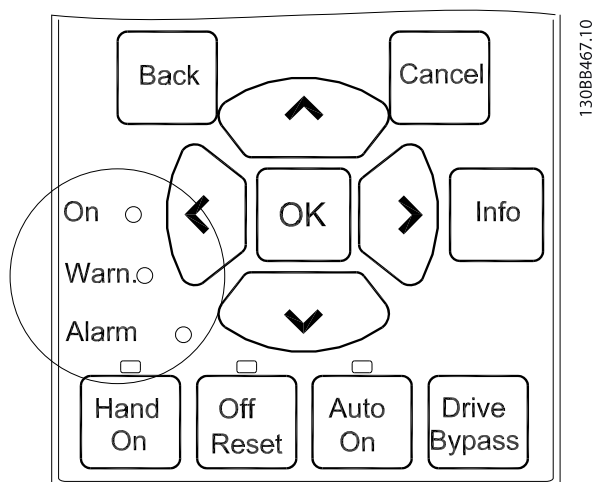 130BB467.10
Back
Cancel
On
OK
Info
Warn.
Alarm
Hand
On
Off
Reset
Auto
On
Drive
Bypass